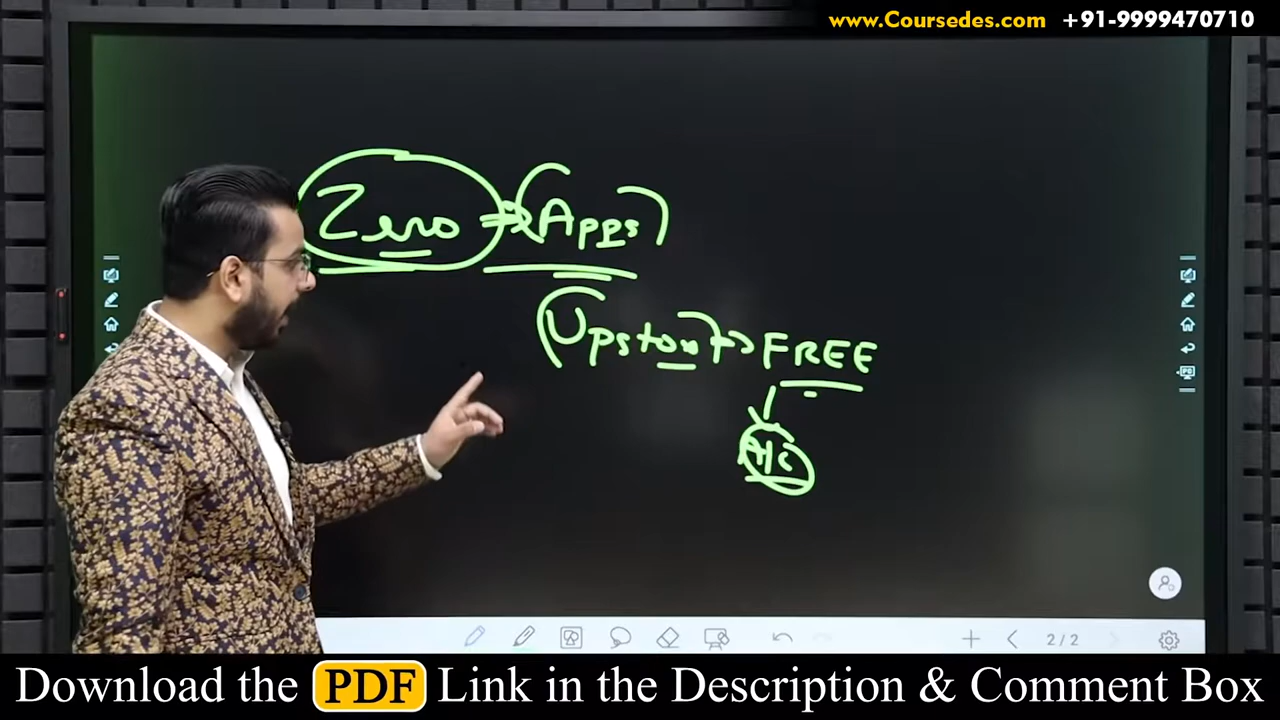 www.Coursedes.com +91-9999470710
Zero → (Apps)
(Upstox) → FREE
A/c
2/2
Download the PDF Link in the Description & Comment Box